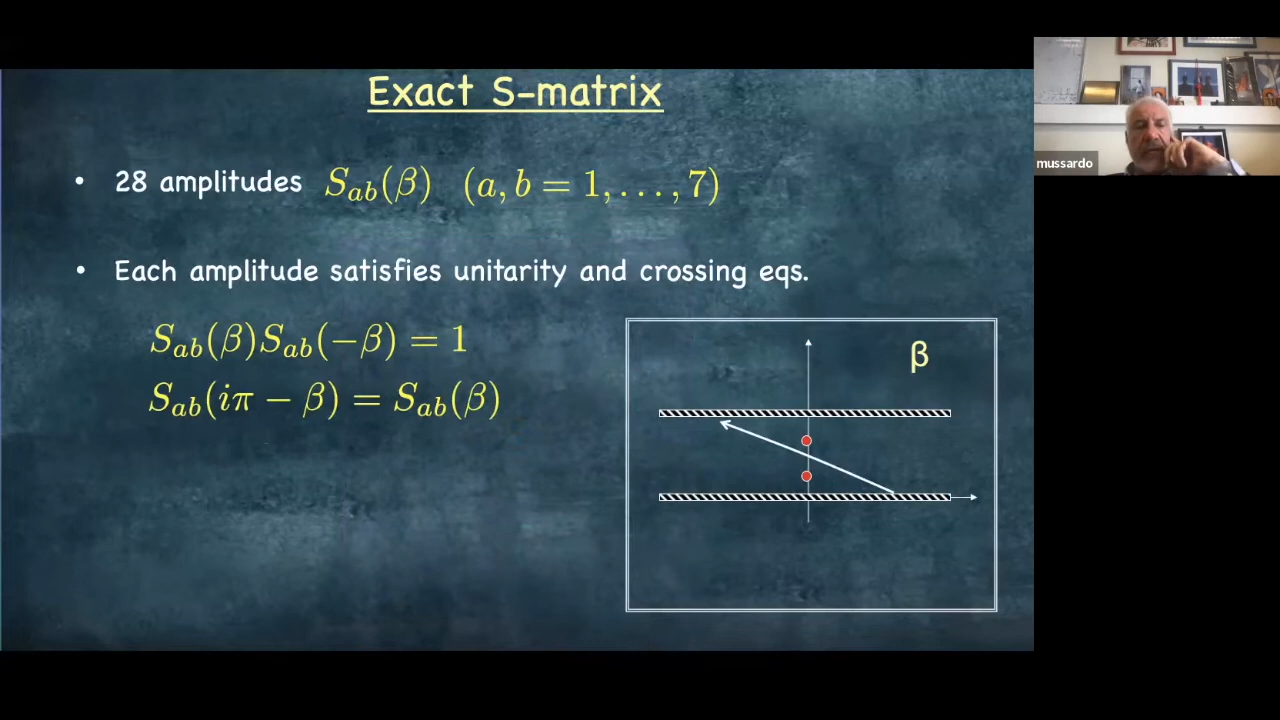 Exact S-matrix
• 28 amplitudes S_{ab}(β) (a, b = 1, . . . , 7)
• Each amplitude satisfies unitarity and crossing eqs.
S_{ab}(β)S_{ab}(−β) = 1
S_{ab}(iπ − β) = S_{ab}(β)
β
mussardo